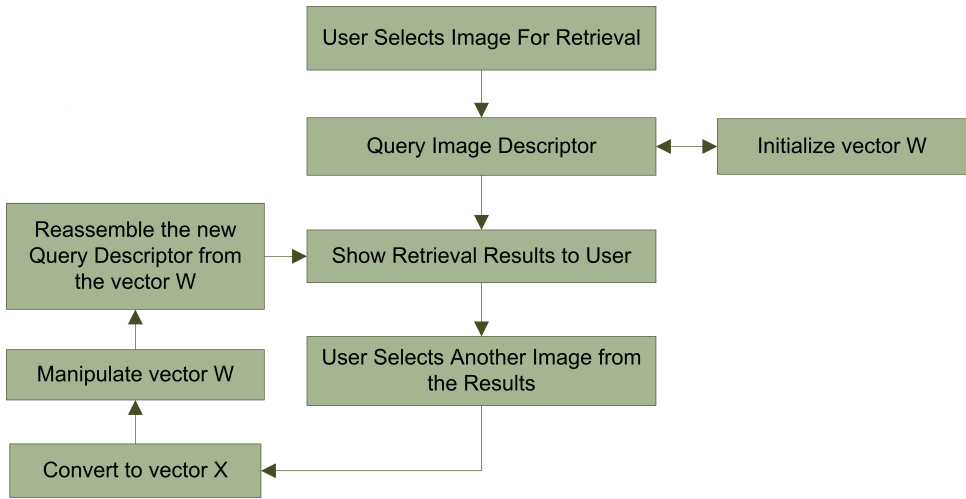 User Selects Image For Retrieval
Query Image Descriptor
Initialize vector W
Reassemble the new
Query Descriptor from
the vector W
Show Retrieval Results to User
User Selects Another Image from
the Results
Manipulate vector W
Convert to vector X